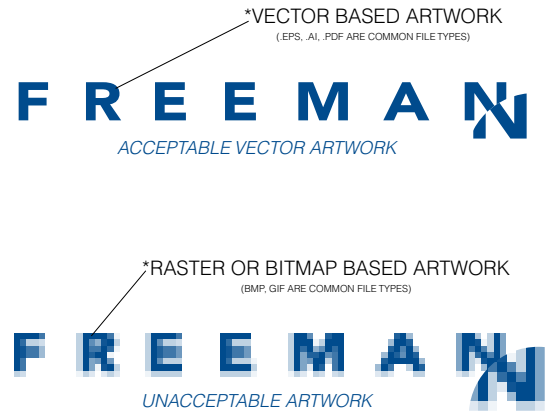 *VECTOR BASED ARTWORK
(.EPS, .AI, .PDF ARE COMMON FILE TYPES)
FREEMAN
ACCEPTABLE VECTOR ARTWORK
*RASTER OR BITMAP BASED ARTWORK
(BMP, GIF ARE COMMON FILE TYPES)
FREEMAN
UNACCEPTABLE ARTWORK